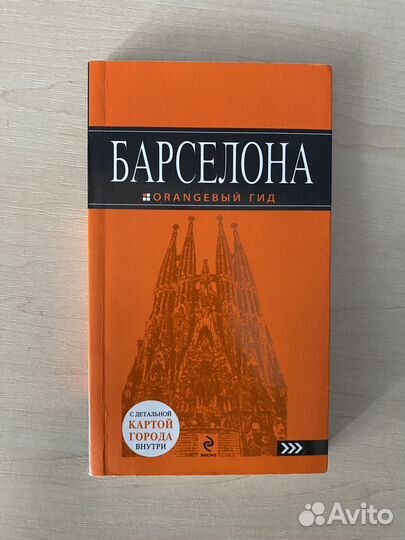 БАРСЕЛОНА
ORANGEВЫЙ ГИД
С ДЕТАЛЬНОЙ
КАРТОЙ
ГОРОДА
ВНУТРИ
ЭКСМО
Avito